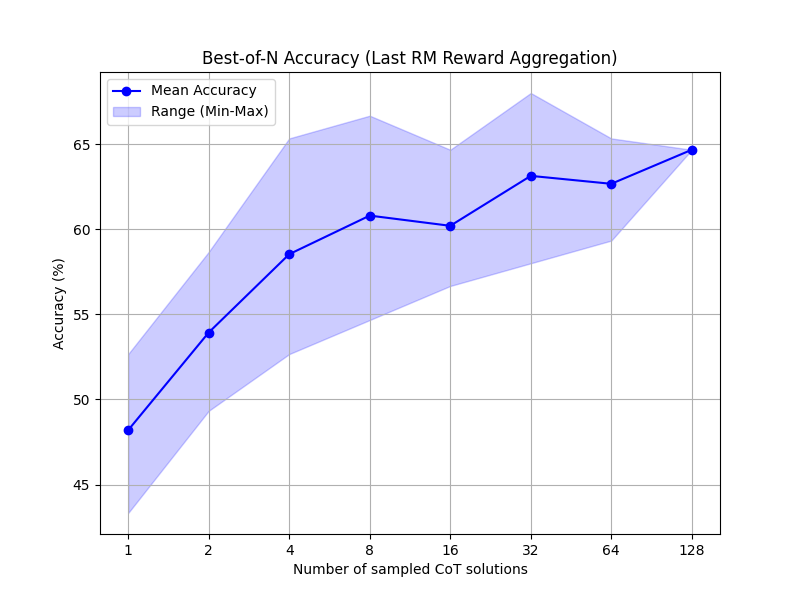 Best-of-N Accuracy (Last RM Reward Aggregation)
Mean Accuracy
Range (Min-Max)
Accuracy (%)
65
60
55
50
45
1 2 4 8 16 32 64 128
Number of sampled CoT solutions